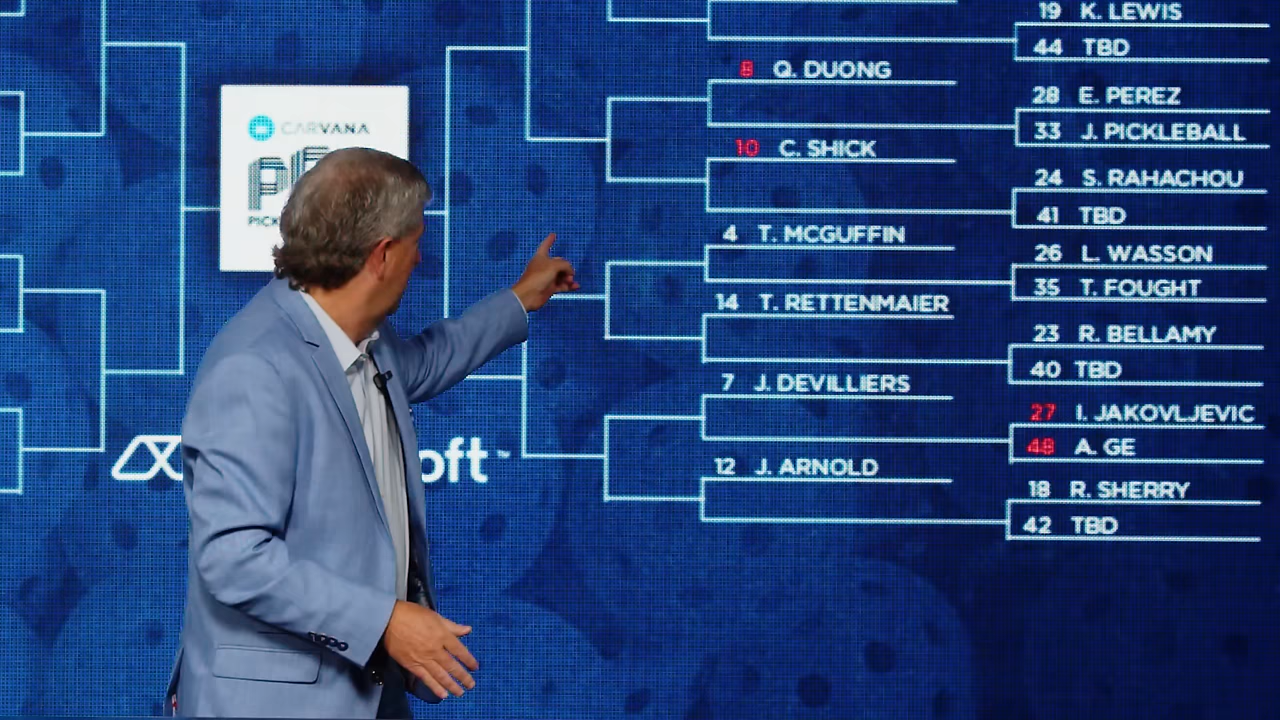 19 K. LEWIS
44 TBD
8 Q. DUONG
28 E. PEREZ
33 J. PICKLEBALL
CARVANA
10 C. SHICK
24 S. RAHACHOU
41 TBD
4 T. MCGUFFIN
26 L. WASSON
35 T. FOUGHT
14 T. RETTENMAIER
23 R. BELLAMY
40 TBD
7 J. DEVILLIERS
27 I. JAKOVLJEVIC
48 A. GE
12 J. ARNOLD
18 R. SHERRY
42 TBD